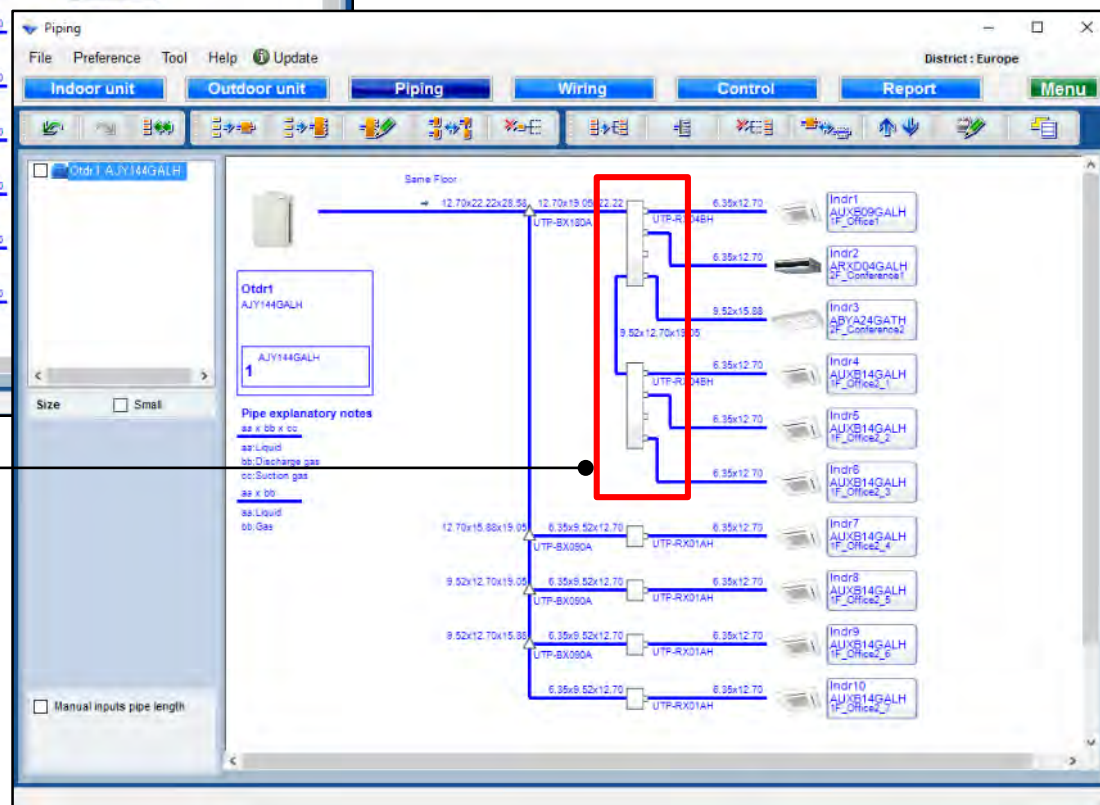 Piping
File Preference Tool Help Update District : Europe
Indoor unit Outdoor unit Piping Wiring Control Report Menu
Otdr1 AJY144GALH
Size Small
Manual inputs pipe length
Same Floor
12.70x22.22x28.58 12.70x19.05x22.22 6.35x12.70
UTP-BX180A UTP-RX04BH
Indr1
AUXB09GALH
1F_Office1
6.35x12.70
Indr2
ARXD04GALH
2F_Conference1
Otdr1
AJY144GALH
1 AJY144GALH
9.52x15.88
Indr3
ABYA24GATH
2F_Conference2
9.52x12.70x19.05
6.35x12.70
UTP-RX04BH
Indr4
AUXB14GALH
1F_Office2_1
Pipe explanatory notes
aa x bb x cc
aa:Liquid
bb:Discharge gas
cc:Suction gas
aa x bb
aa:Liquid
bb:Gas
6.35x12.70
Indr5
AUXB14GALH
1F_Office2_2
6.35x12.70
Indr6
AUXB14GALH
1F_Office2_3
12.70x15.88x19.05 6.35x9.52x12.70 6.35x12.70
UTP-BX090A UTP-RX01AH
Indr7
AUXB14GALH
1F_Office2_4
9.52x12.70x19.05 6.35x9.52x12.70 6.35x12.70
UTP-BX090A UTP-RX01AH
Indr8
AUXB14GALH
1F_Office2_5
9.52x12.70x15.88 6.35x9.52x12.70 6.35x12.70
UTP-BX090A UTP-RX01AH
Indr9
AUXB14GALH
1F_Office2_6
6.35x9.52x12.70 6.35x12.70
UTP-RX01AH
Indr10
AUXB14GALH
1F_Office2_7